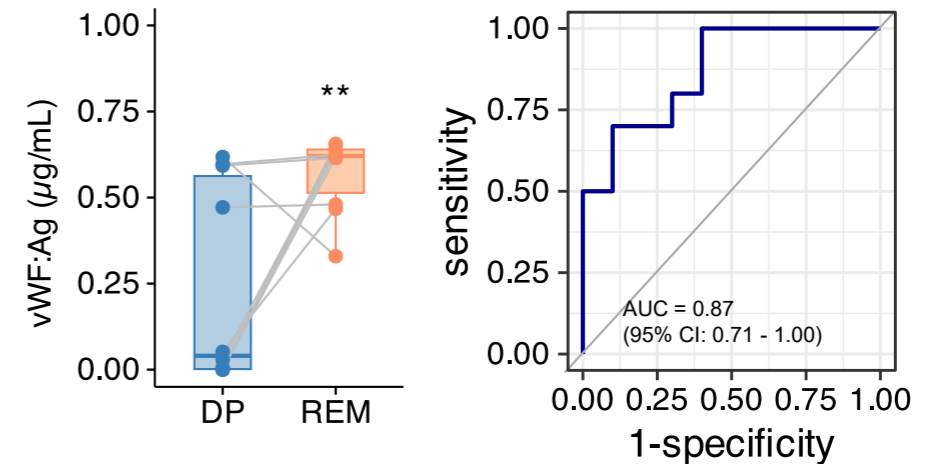 vWF:Ag (μg/mL)
1.00
0.75
0.50
0.25
0.00
**
DP REM
sensitivity
1.00
0.75
0.50
0.25
0.00
AUC = 0.87
(95% CI: 0.71 - 1.00)
0.00 0.25 0.50 0.75 1.00
1-specificity